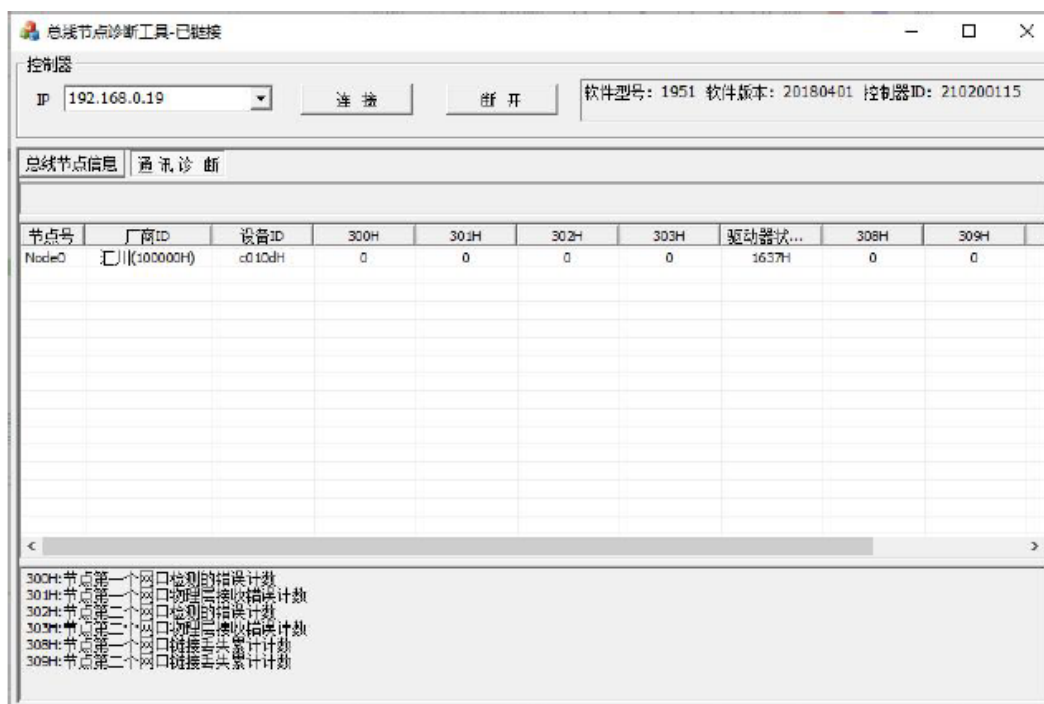 总线节点诊断工具-已链接
控制器
IP 192.168.0.19 连 接 断 开 软件型号: 1951 软件版本: 20180401 控制器ID: 210200115
总线节点信息 通 讯 诊 断
节点号 厂商ID 设备ID 300H 301H 302H 303H 驱动器状... 308H 309H
Node0 汇川(100000H) c010dH 0 0 0 0 1637H 0 0
300H:节点第一个网口检测的错误计数
301H:节点第一个网口物理层接收错误计数
302H:节点第二个网口检测的错误计数
303H:节点第二个网口物理层接收错误计数
308H:节点第一个网口链接丢失累计计数
309H:节点第二个网口链接丢失累计计数